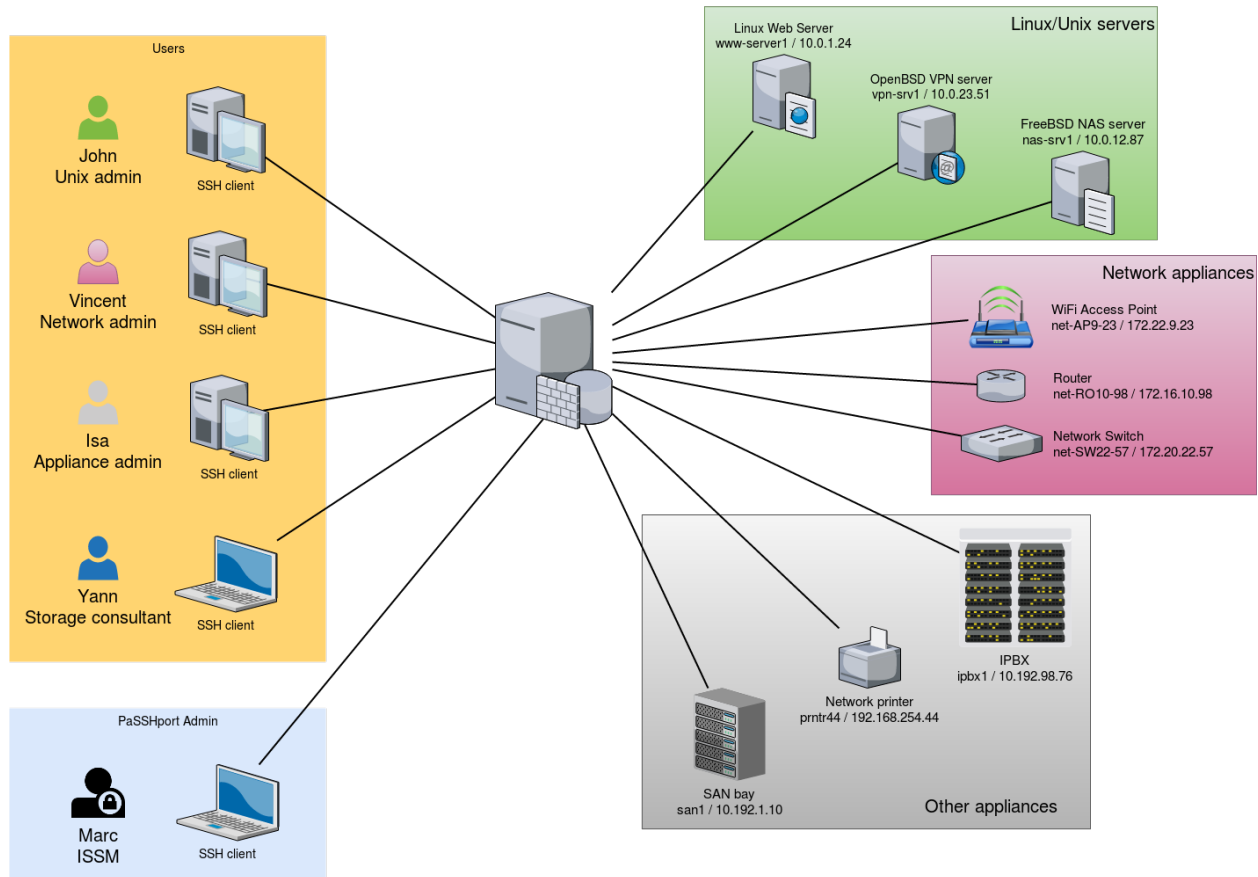 Users
John
Unix admin
SSH client
Vincent
Network admin
SSH client
Isa
Appliance admin
SSH client
Yann
Storage consultant
SSH client
PaSSHport Admin
Marc
ISSM
SSH client
Linux/Unix servers
Linux Web Server
www-server1 / 10.0.1.24
OpenBSD VPN server
vpn-srv1 / 10.0.23.51
FreeBSD NAS server
nas-srv1 / 10.0.12.87
Network appliances
WiFi Access Point
net-AP9-23 / 172.22.9.23
Router
net-RO10-98 / 172.16.10.98
Network Switch
net-SW22-57 / 172.20.22.57
IPBX
ipbx1 / 10.192.98.76
Network printer
prntr44 / 192.168.254.44
SAN bay
san1 / 10.192.1.10
Other appliances